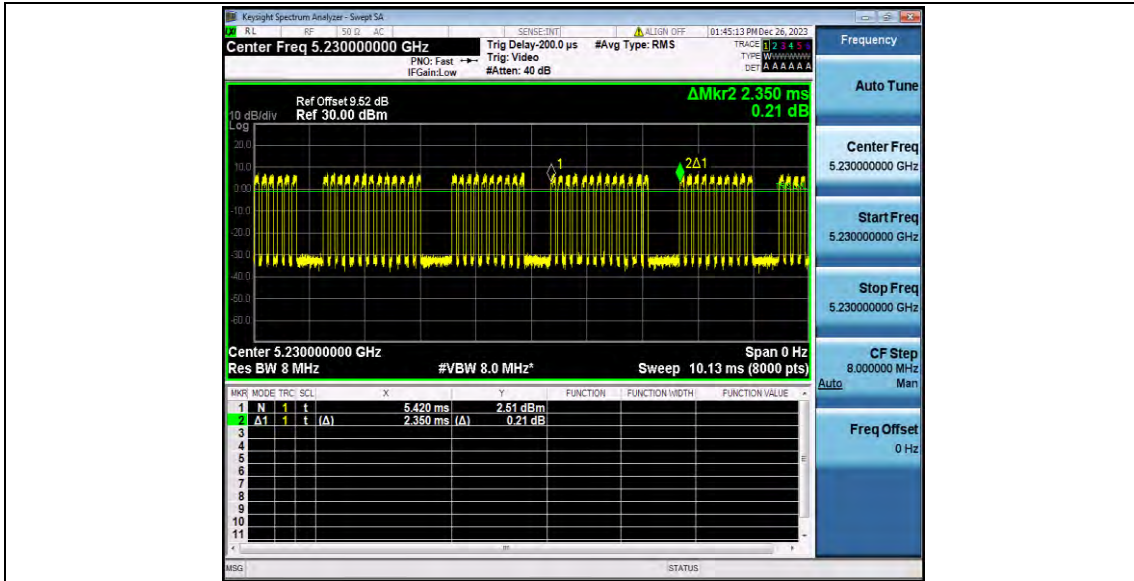 Keysight Spectrum Analyzer - Swept SA
RL RF 50 Ω AC SENSE:INT ALIGN OFF 01:45:13 PM Dec 26, 2023
Center Freq 5.230000000 GHz
Trig Delay-200.0 µs #Avg Type: RMS
TRACE 1 2 3 4 5 6
PNO: Fast Trig: Video
TYPE WWWWWW
IFGain:Low #Atten: 40 dB
DET A A A A A A
Frequency
ΔMkr2 2.350 ms
0.21 dB
Ref Offset 9.52 dB
10 dB/div Ref 30.00 dBm
Log
20.0
10.0
0.00
-10.0
-20.0
-30.0
-40.0
-50.0
-60.0
1
2Δ1
Center 5.230000000 GHz Span 0 Hz
Res BW 8 MHz #VBW 8.0 MHz* Sweep 10.13 ms (8000 pts)
MKR MODE TRC SCL X Y FUNCTION FUNCTION WIDTH FUNCTION VALUE
1 N 1 t 5.420 ms 2.51 dBm
2 Δ1 1 t (Δ) 2.350 ms (Δ) 0.21 dB
3
4
5
6
7
8
9
10
11
MSG STATUS
Auto Tune
Center Freq
5.230000000 GHz
Start Freq
5.230000000 GHz
Stop Freq
5.230000000 GHz
CF Step
8.000000 MHz
Auto Man
Freq Offset
0 Hz